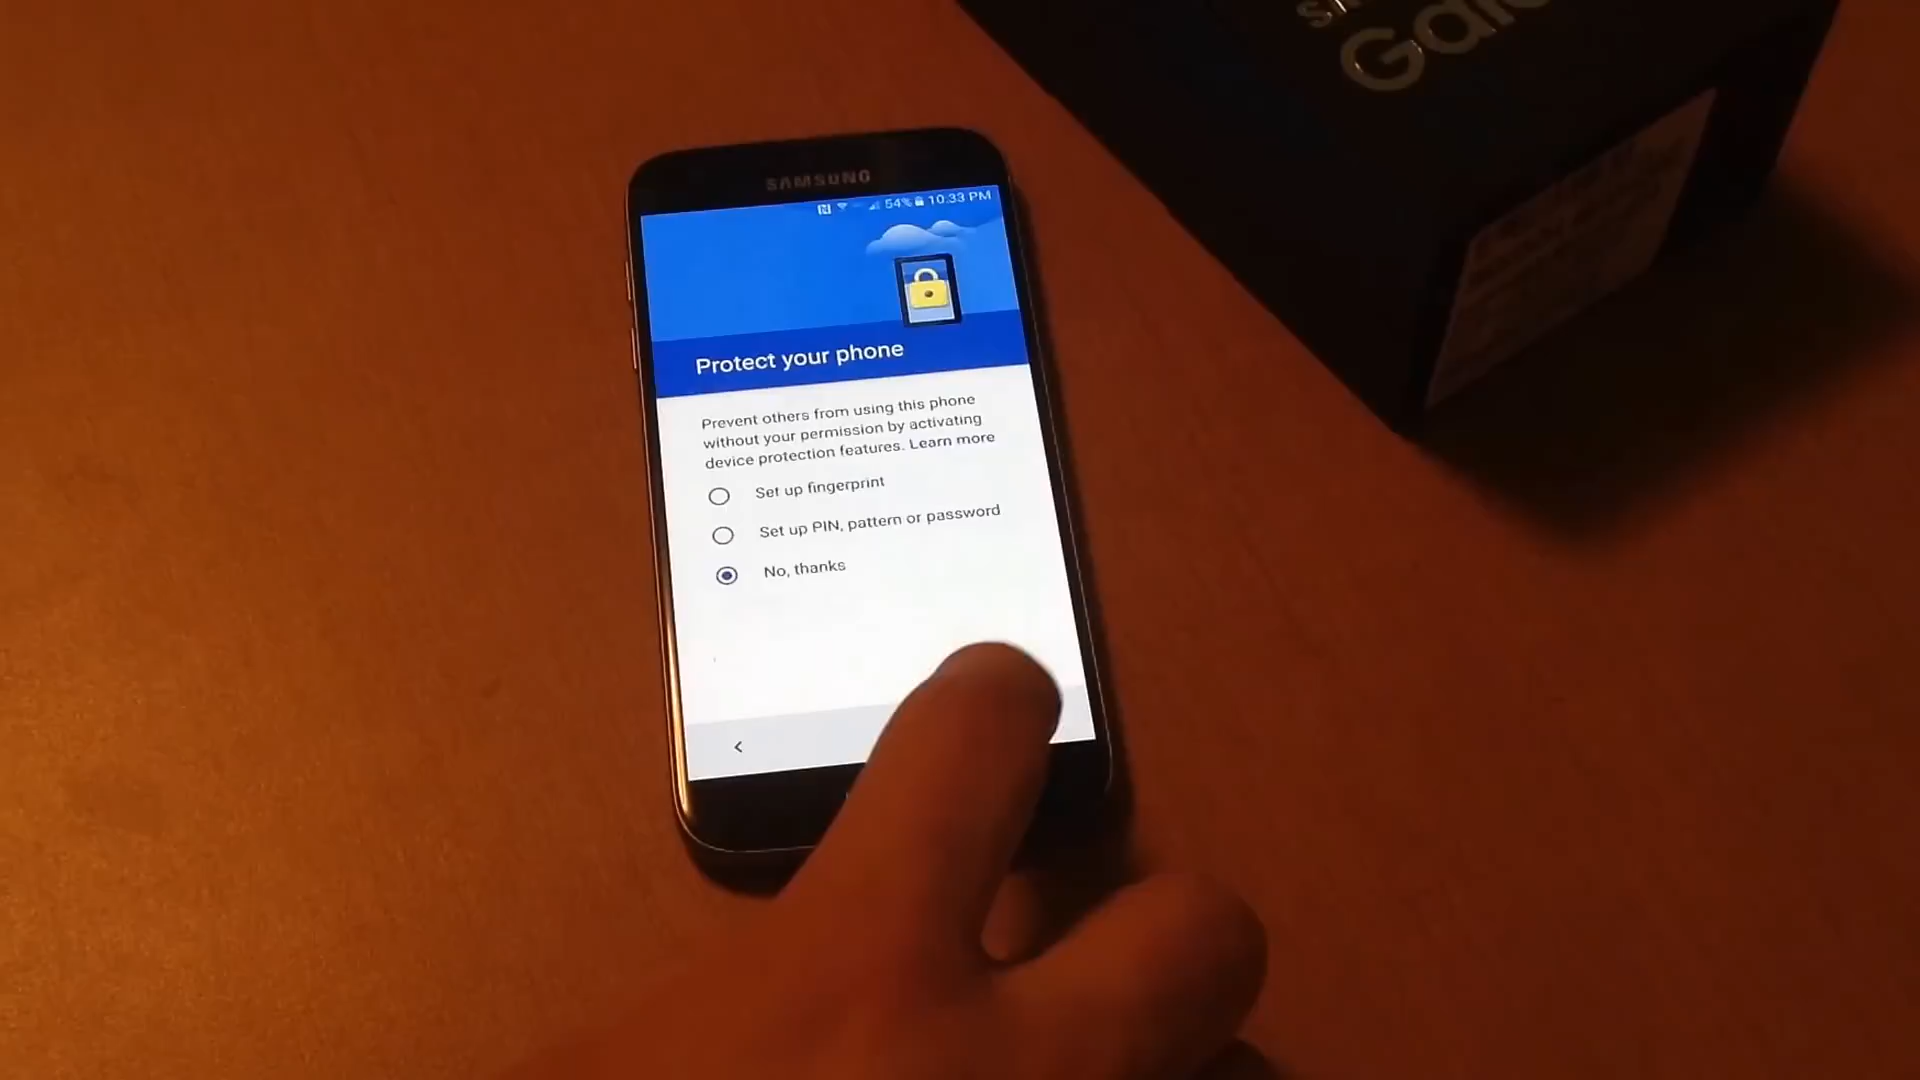 SAMSUNG
54% 10:33 PM
Protect your phone
Prevent others from using this phone
without your permission by activating
device protection features. Learn more
Set up fingerprint
Set up PIN, pattern or password
No, thanks